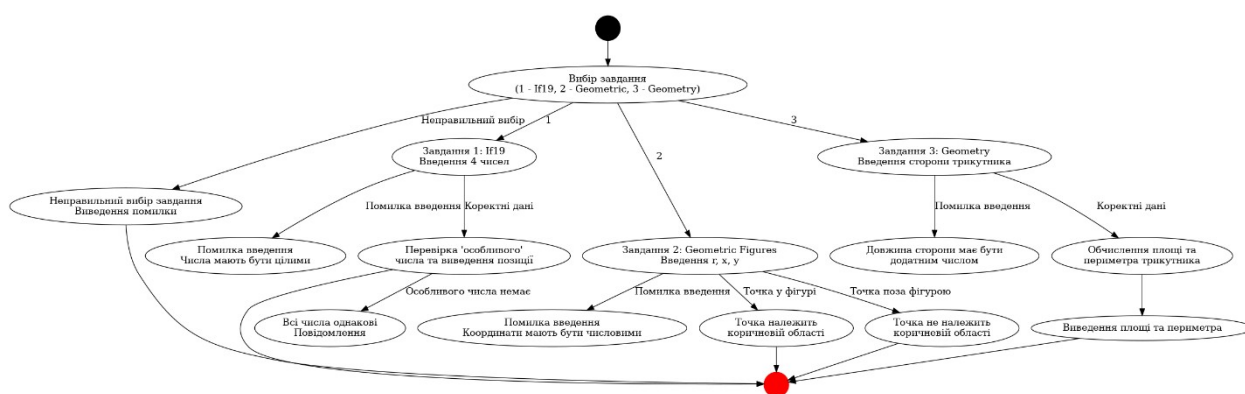 Вибір завдання
(1 - If19, 2 - Geometric, 3 - Geometry)
Неправильний вибір
1
2
3
Завдання 1: If19
Введення 4 чисел
Завдання 3: Geometry
Введення сторони трикутника
Неправильний вибір завдання
Виведення помилки
Помилка введення
Коректні дані
Помилка введення
Коректні дані
Помилка введення
Числа мають бути цілими
Перевірка 'особливого'
числа та виведення позиції
Завдання 2: Geometric Figures
Введення r, x, y
Довжина сторони має бути
додатним числом
Обчислення площі та
периметра трикутника
Особливого числа немає
Помилка введення
Точка у фігурі
Точка поза фігурою
Всі числа однакові
Повідомлення
Помилка введення
Координати мають бути числовими
Точка належить
коричневій області
Точка не належить
коричневій області
Виведення площі та периметра